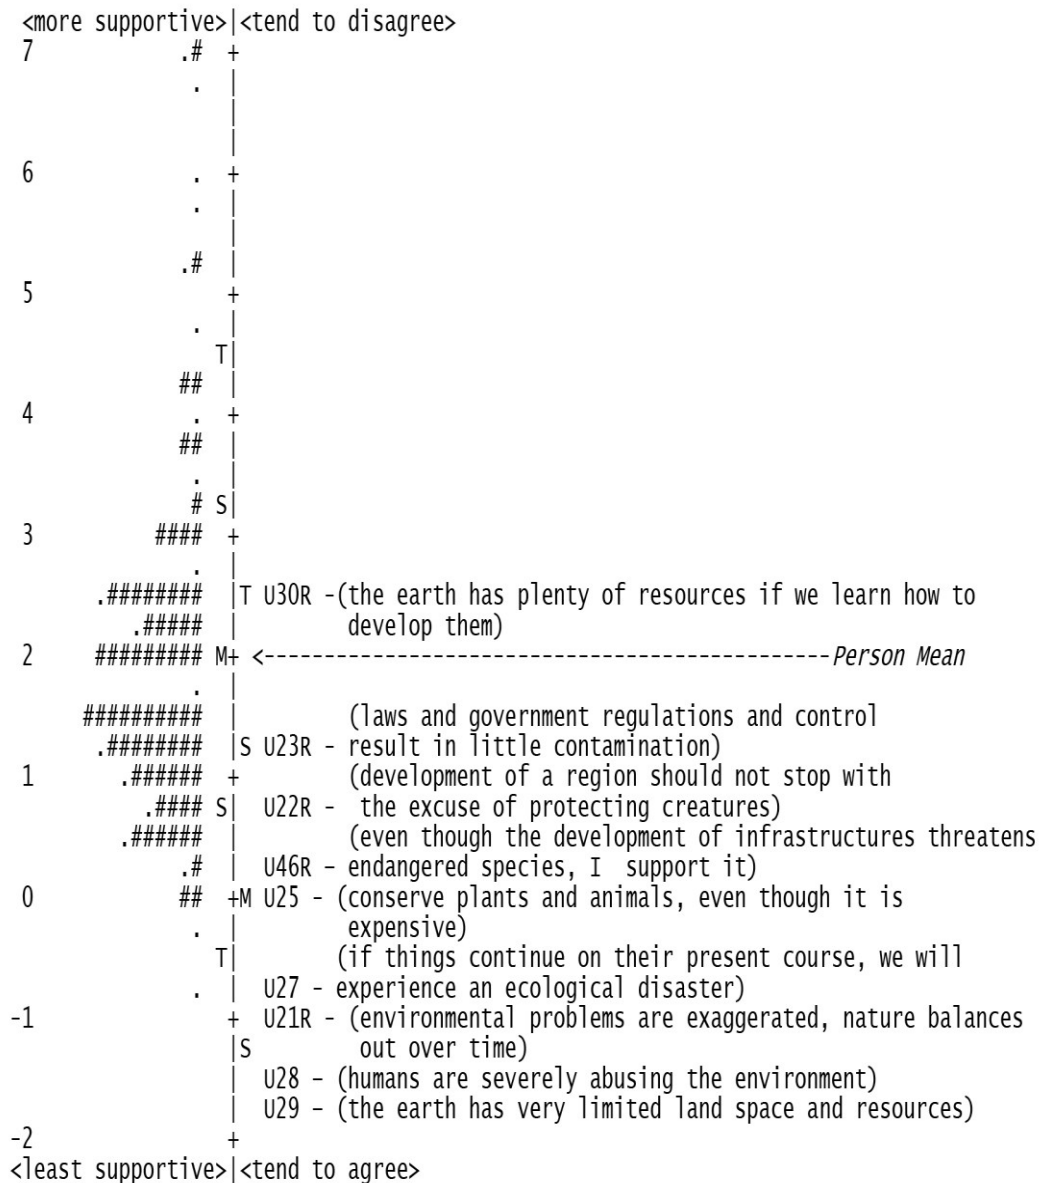 <more supportive>|<tend to disagree>
7 .# +
. |
|
|
6 . +
. |
|
.# |
5 +
. |
T|
## |
4 . +
## |
. |
# S|
3 #### +
. |
.######## |T U30R -(the earth has plenty of resources if we learn how to
.##### | develop them)
2 ######### M+ <-----------------------------------------------Person Mean
. |
########## | (laws and government regulations and control
.######## |S U23R - result in little contamination)
1 .###### + (development of a region should not stop with
.#### S| U22R - the excuse of protecting creatures)
.###### | (even though the development of infrastructures threatens
.# | U46R – endangered species, I support it)
0 ## +M U25 – (conserve plants and animals, even though it is
. | expensive)
T| (if things continue on their present course, we will
. | U27 - experience an ecological disaster)
-1 + U21R - (environmental problems are exaggerated, nature balances
|S out over time)
| U28 – (humans are severely abusing the environment)
| U29 – (the earth has very limited land space and resources)
-2 +
<least supportive>|<tend to agree>